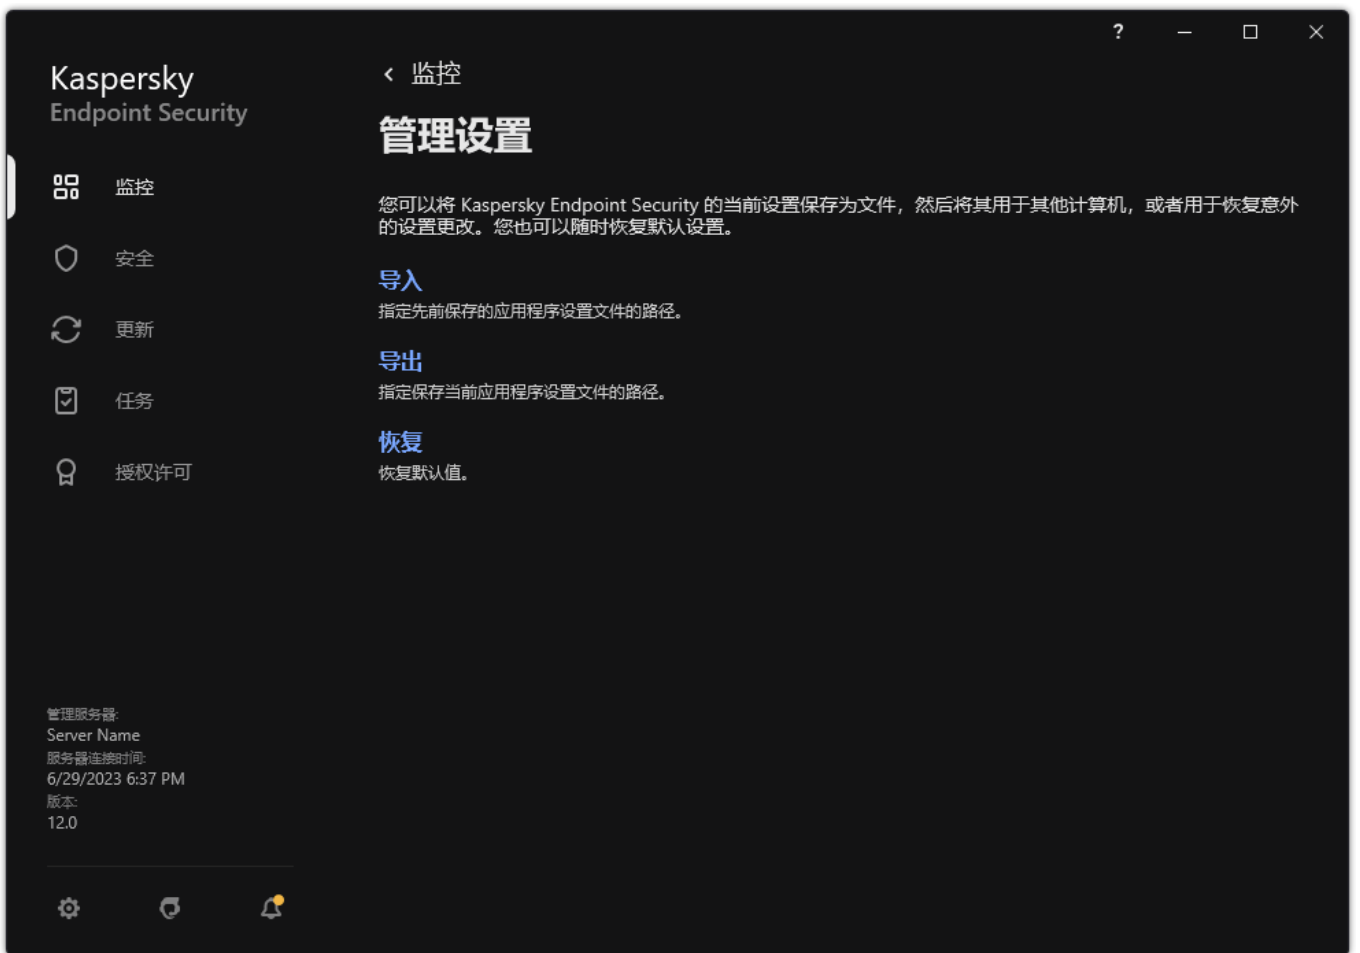 ?
Kaspersky
Endpoint Security
监控
安全
更新
任务
授权许可
管理服务器:
Server Name
服务器连接时间:
6/29/2023 6:37 PM
版本:
12.0
监控
管理设置
您可以将 Kaspersky Endpoint Security 的当前设置保存为文件，然后将其用于其他计算机，或者用于恢复意外
的设置更改。您也可以随时恢复默认设置。
导入
指定先前保存的应用程序设置文件的路径。
导出
指定保存当前应用程序设置文件的路径。
恢复
恢复默认值。